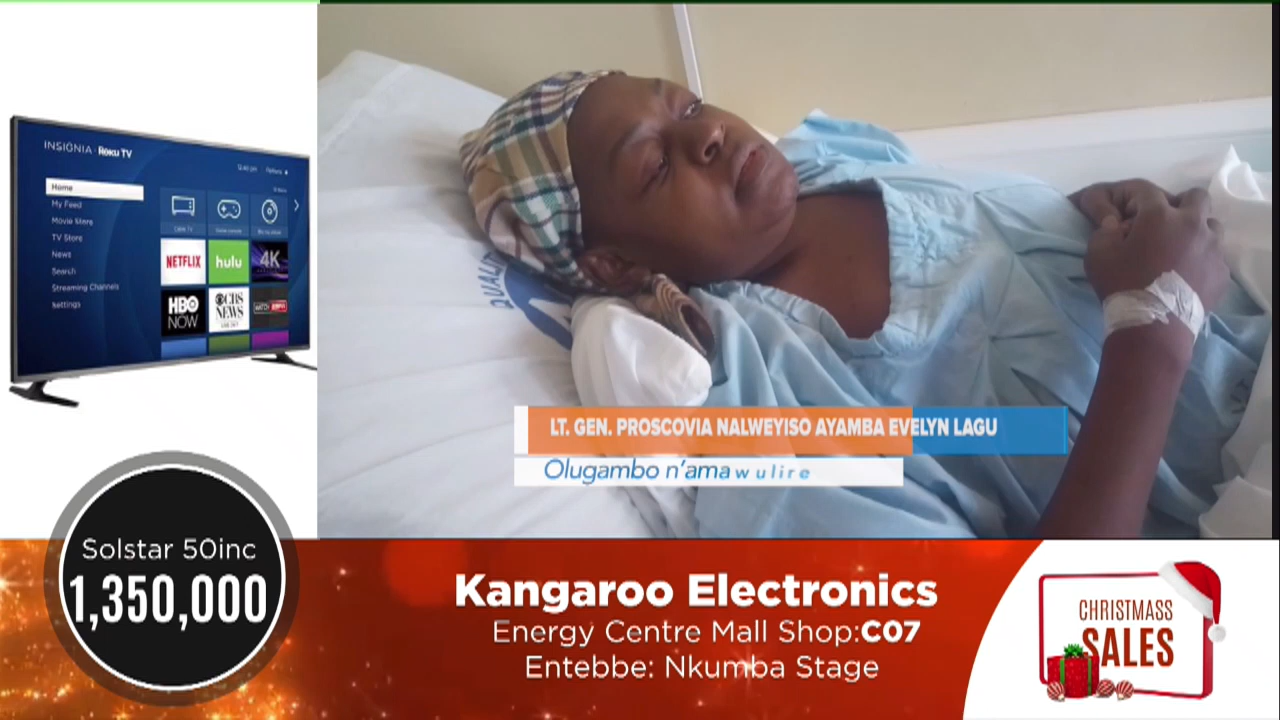 INSIGNIA Roku TV
Home
My Feed
Movie Store
TV Store
News
Search
Streaming Channels
Settings
NETFLIX
hulu
4K
HBO
NOW
CBS
NEWS
QUALIT
LT. GEN. PROSCOVIA NALWEYISO AYAMBA EVELYN LAGU
Olugambo n'amawulire
Solstar 50inc
1,350,000
Kangaroo Electronics
Energy Centre Mall Shop:C07
Entebbe: Nkumba Stage
CHRISTMASS
SALES